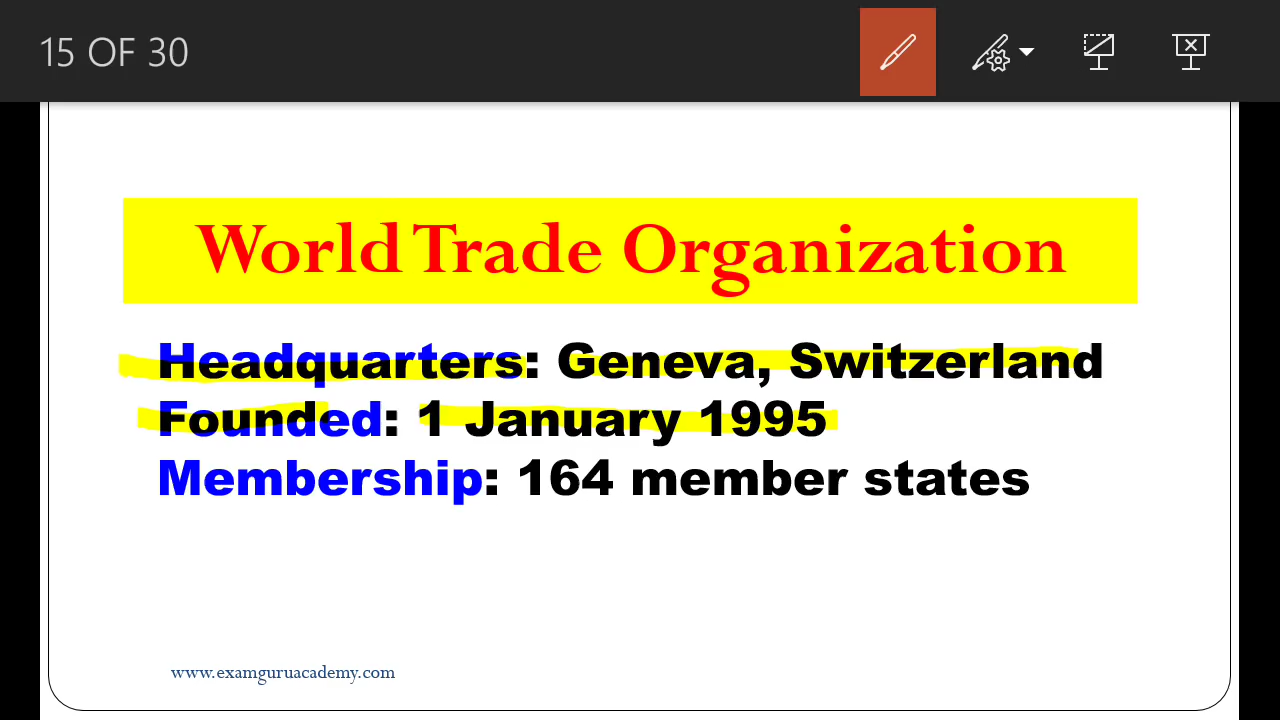 15 OF 30
World Trade Organization
Headquarters: Geneva, Switzerland
Founded: 1 January 1995
Membership: 164 member states
www.examguruacademy.com